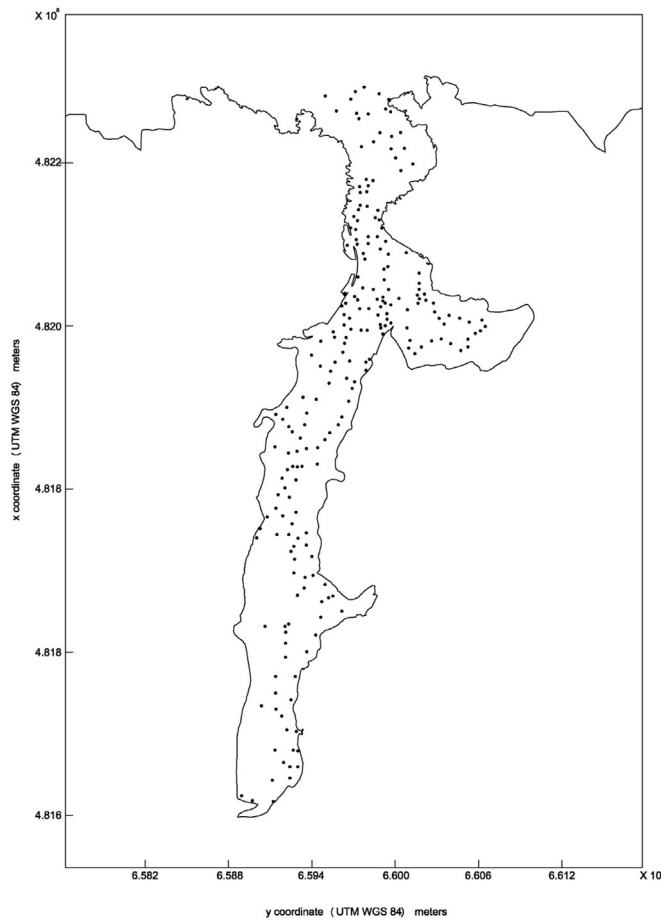 X 10⁶
4.822
4.820
4.818
4.818
4.816
x coordinate (UTM WGS 84) meters
6.582 6.588 6.594 6.600 6.606 6.612 X 10
y coordinate (UTM WGS 84) meters